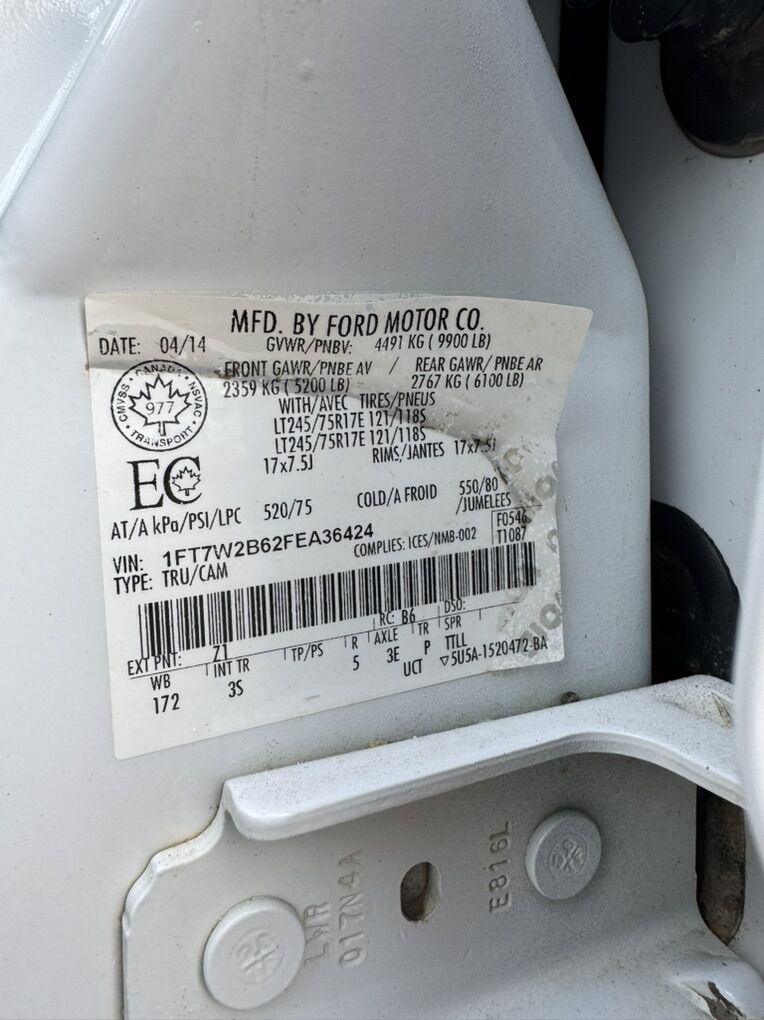 MFD. BY FORD MOTOR CO.
DATE: 04/14 GVWR/PNBV: 4491 KG ( 9900 LB)
FRONT GAWR/PNBE AV / REAR GAWR/ PNBE AR
2359 KG ( 5200 LB) 2767 KG ( 6100 LB)
WITH/AVEC TIRES/PNEUS
LT245/75R17E 121/118S
LT245/75R17E 121/118S
17x7.5J RIMS/JANTES 17x7.5J
CANADA
CMVSS NSVAC
977
TRANSPORT
EC
AT/A kPa/PSI/LPC 520/75 COLD/A FROID 550/80
/JUMELEES
VIN: 1FT7W2B62FEA36424 COMPLIES: ICES/NMB-002 F0546
TYPE: TRU/CAM T1087
EXT PNT: Z1 RC: B6 DSO:
WB INT TR TP/PS R AXLE TR SPR
172 3S 5 3E P TTLL
UCT ▽5U5A-1520472-BA
LWR
017N4A
E816L